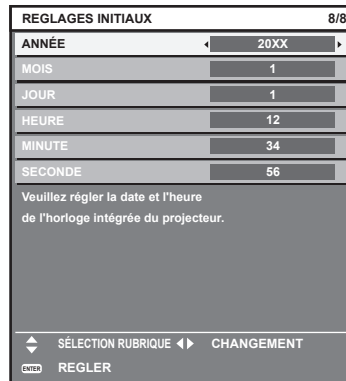 REGLAGES INITIAUX 8/8
ANNÉE 20XX
MOIS 1
JOUR 1
HEURE 12
MINUTE 34
SECONDE 56
Veuillez régler la date et l'heure
de l'horloge intégrée du projecteur.
SÉLECTION RUBRIQUE CHANGEMENT
ENTER REGLER